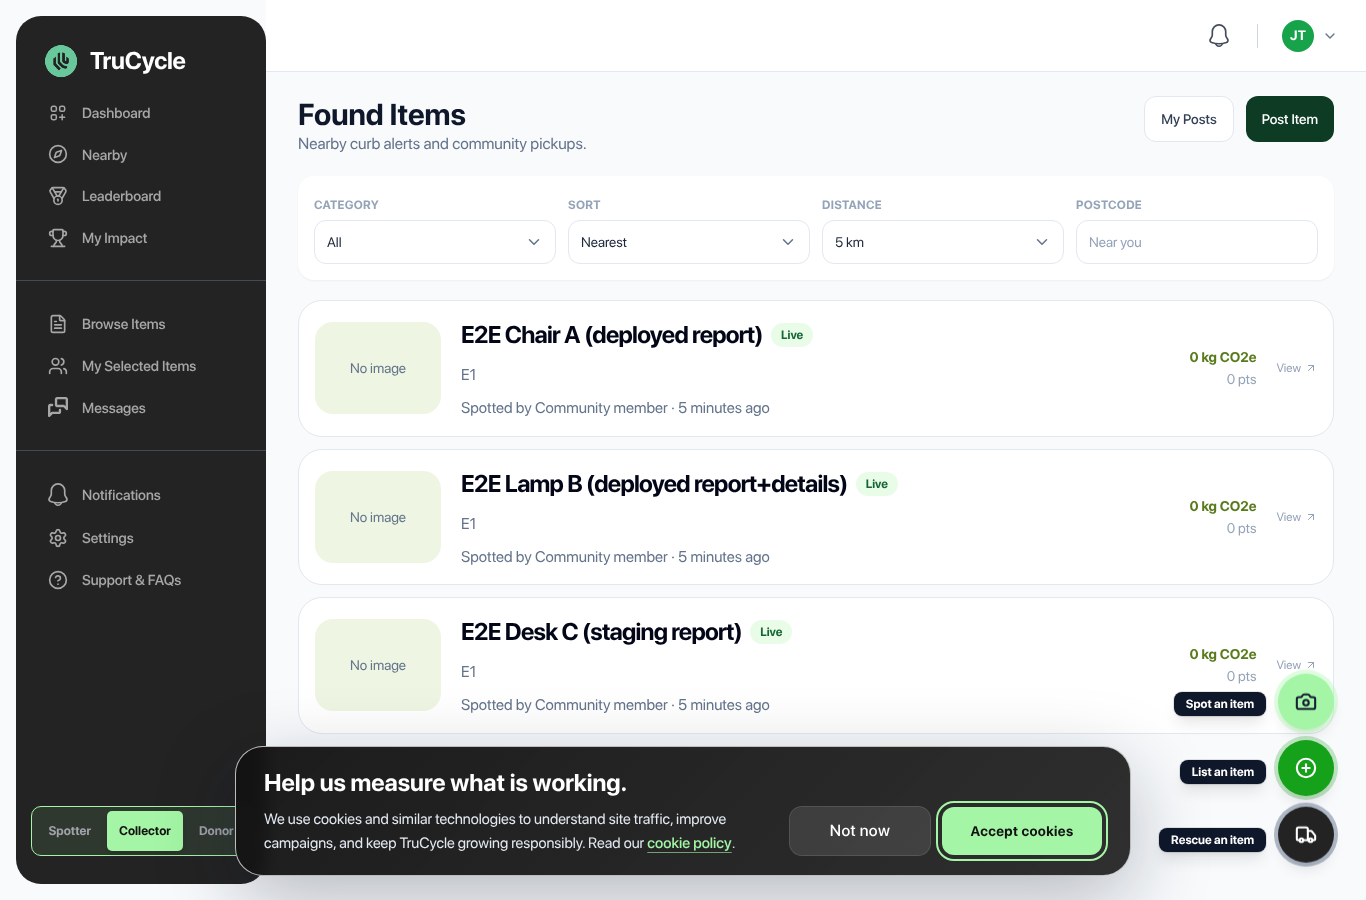 TruCycle
Dashboard
Nearby
Leaderboard
My Impact
Browse Items
My Selected Items
Messages
Notifications
Settings
Support & FAQs
Spotter
Collector
Donor
JT
Found Items
Nearby curb alerts and community pickups.
My Posts
Post Item
CATEGORY
All
SORT
Nearest
DISTANCE
5 km
POSTCODE
Near you
No image
E2E Chair A (deployed report)
Live
E1
Spotted by Community member · 5 minutes ago
0 kg CO2e
0 pts
View
No image
E2E Lamp B (deployed report+details)
Live
E1
Spotted by Community member · 5 minutes ago
0 kg CO2e
0 pts
View
No image
E2E Desk C (staging report)
Live
E1
Spotted by Community member · 5 minutes ago
0 kg CO2e
0 pts
View
Spot an item
List an item
Rescue an item
Help us measure what is working.
We use cookies and similar technologies to understand site traffic, improve
campaigns, and keep TruCycle growing responsibly. Read our cookie policy.
Not now
Accept cookies